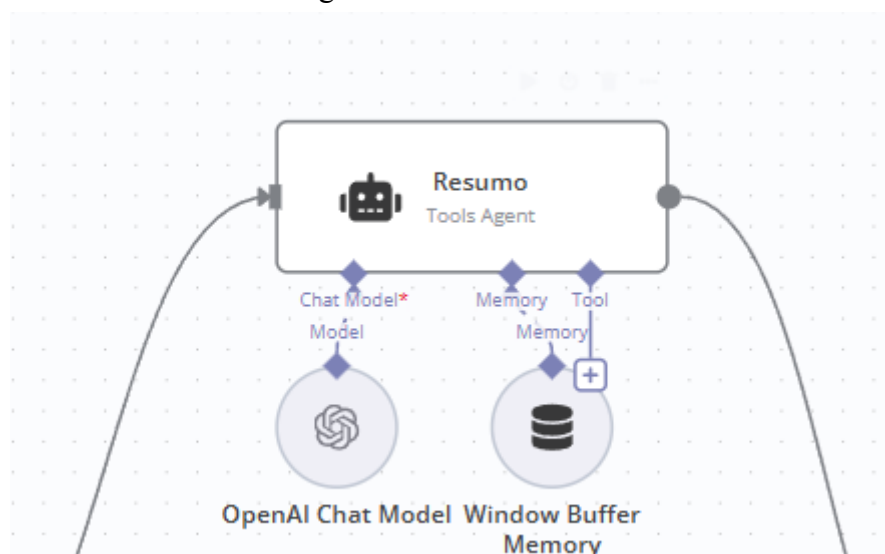 Resumo
Tools Agent
Chat Model*
Memory
Tool
Model
Memory
OpenAI Chat Model
Window Buffer
Memory